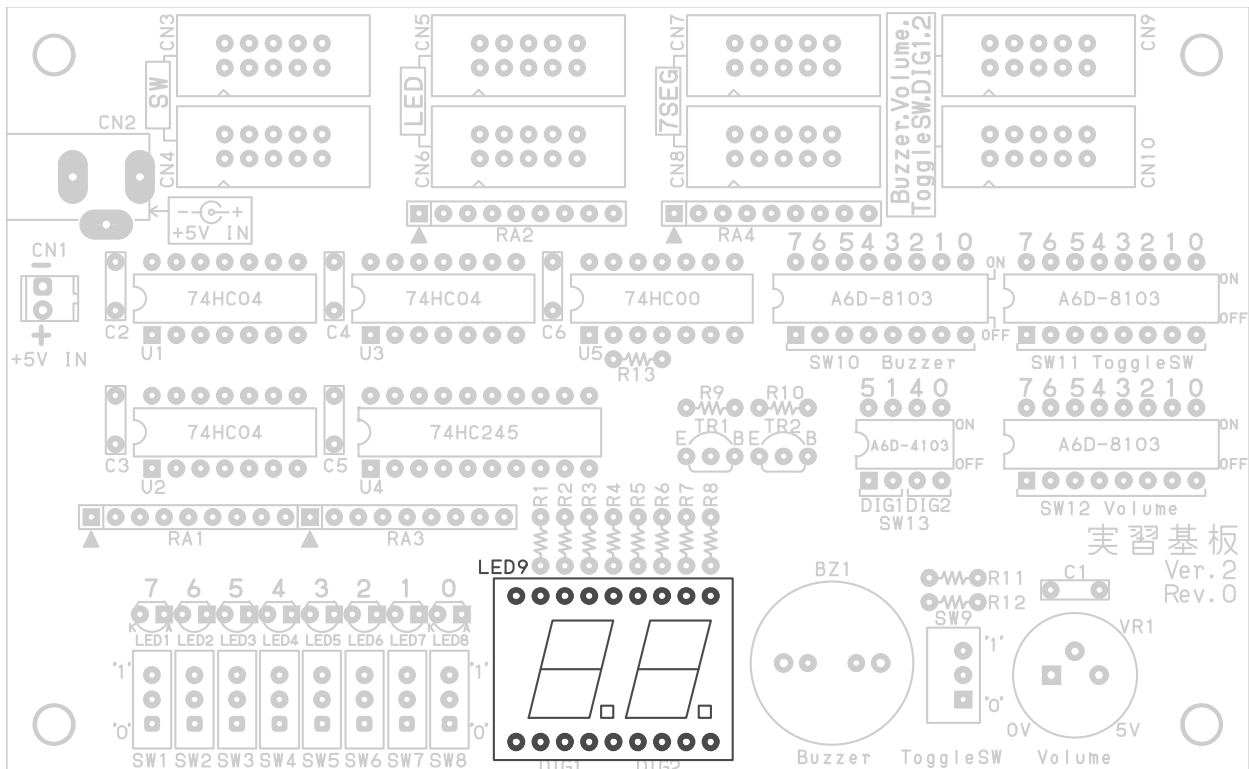 CN3
CN5
CN7
CN9
SW
LED
7SEG
Buzzer,Volume,
ToggleSW,DIG1,2
CN2
CN4
CN6
CN8
CN10
- +
+5V IN
RA2
RA4
CN1
-
+
+5V IN
C2
74HC04
U1
C4
74HC04
U3
C6
74HC00
U5
R13
7 6 5 4 3 2 1 0
ON
A6D-8103
OFF
SW10 Buzzer
7 6 5 4 3 2 1 0
ON
A6D-8103
OFF
SW11 ToggleSW
C3
74HC04
U2
C5
74HC245
U4
R9
R10
TR1
TR2
E B
E B
5 1 4 0
ON
A6D-4103
OFF
DIG1 DIG2
SW13
7 6 5 4 3 2 1 0
ON
A6D-8103
OFF
SW12 Volume
RA1
RA3
R1 R2 R3 R4 R5 R6 R7 R8
実習基板
Ver.2
Rev.0
LED9
DIG1 DIG2
7 6 5 4 3 2 1 0
K A
K A
LED1 LED2 LED3 LED4 LED5 LED6 LED7 LED8
'1' '1'
'0' '0'
SW1 SW2 SW3 SW4 SW5 SW6 SW7 SW8
BZ1
Buzzer
R11
R12
SW9
'1'
'0'
ToggleSW
C1
VR1
0V 5V
Volume